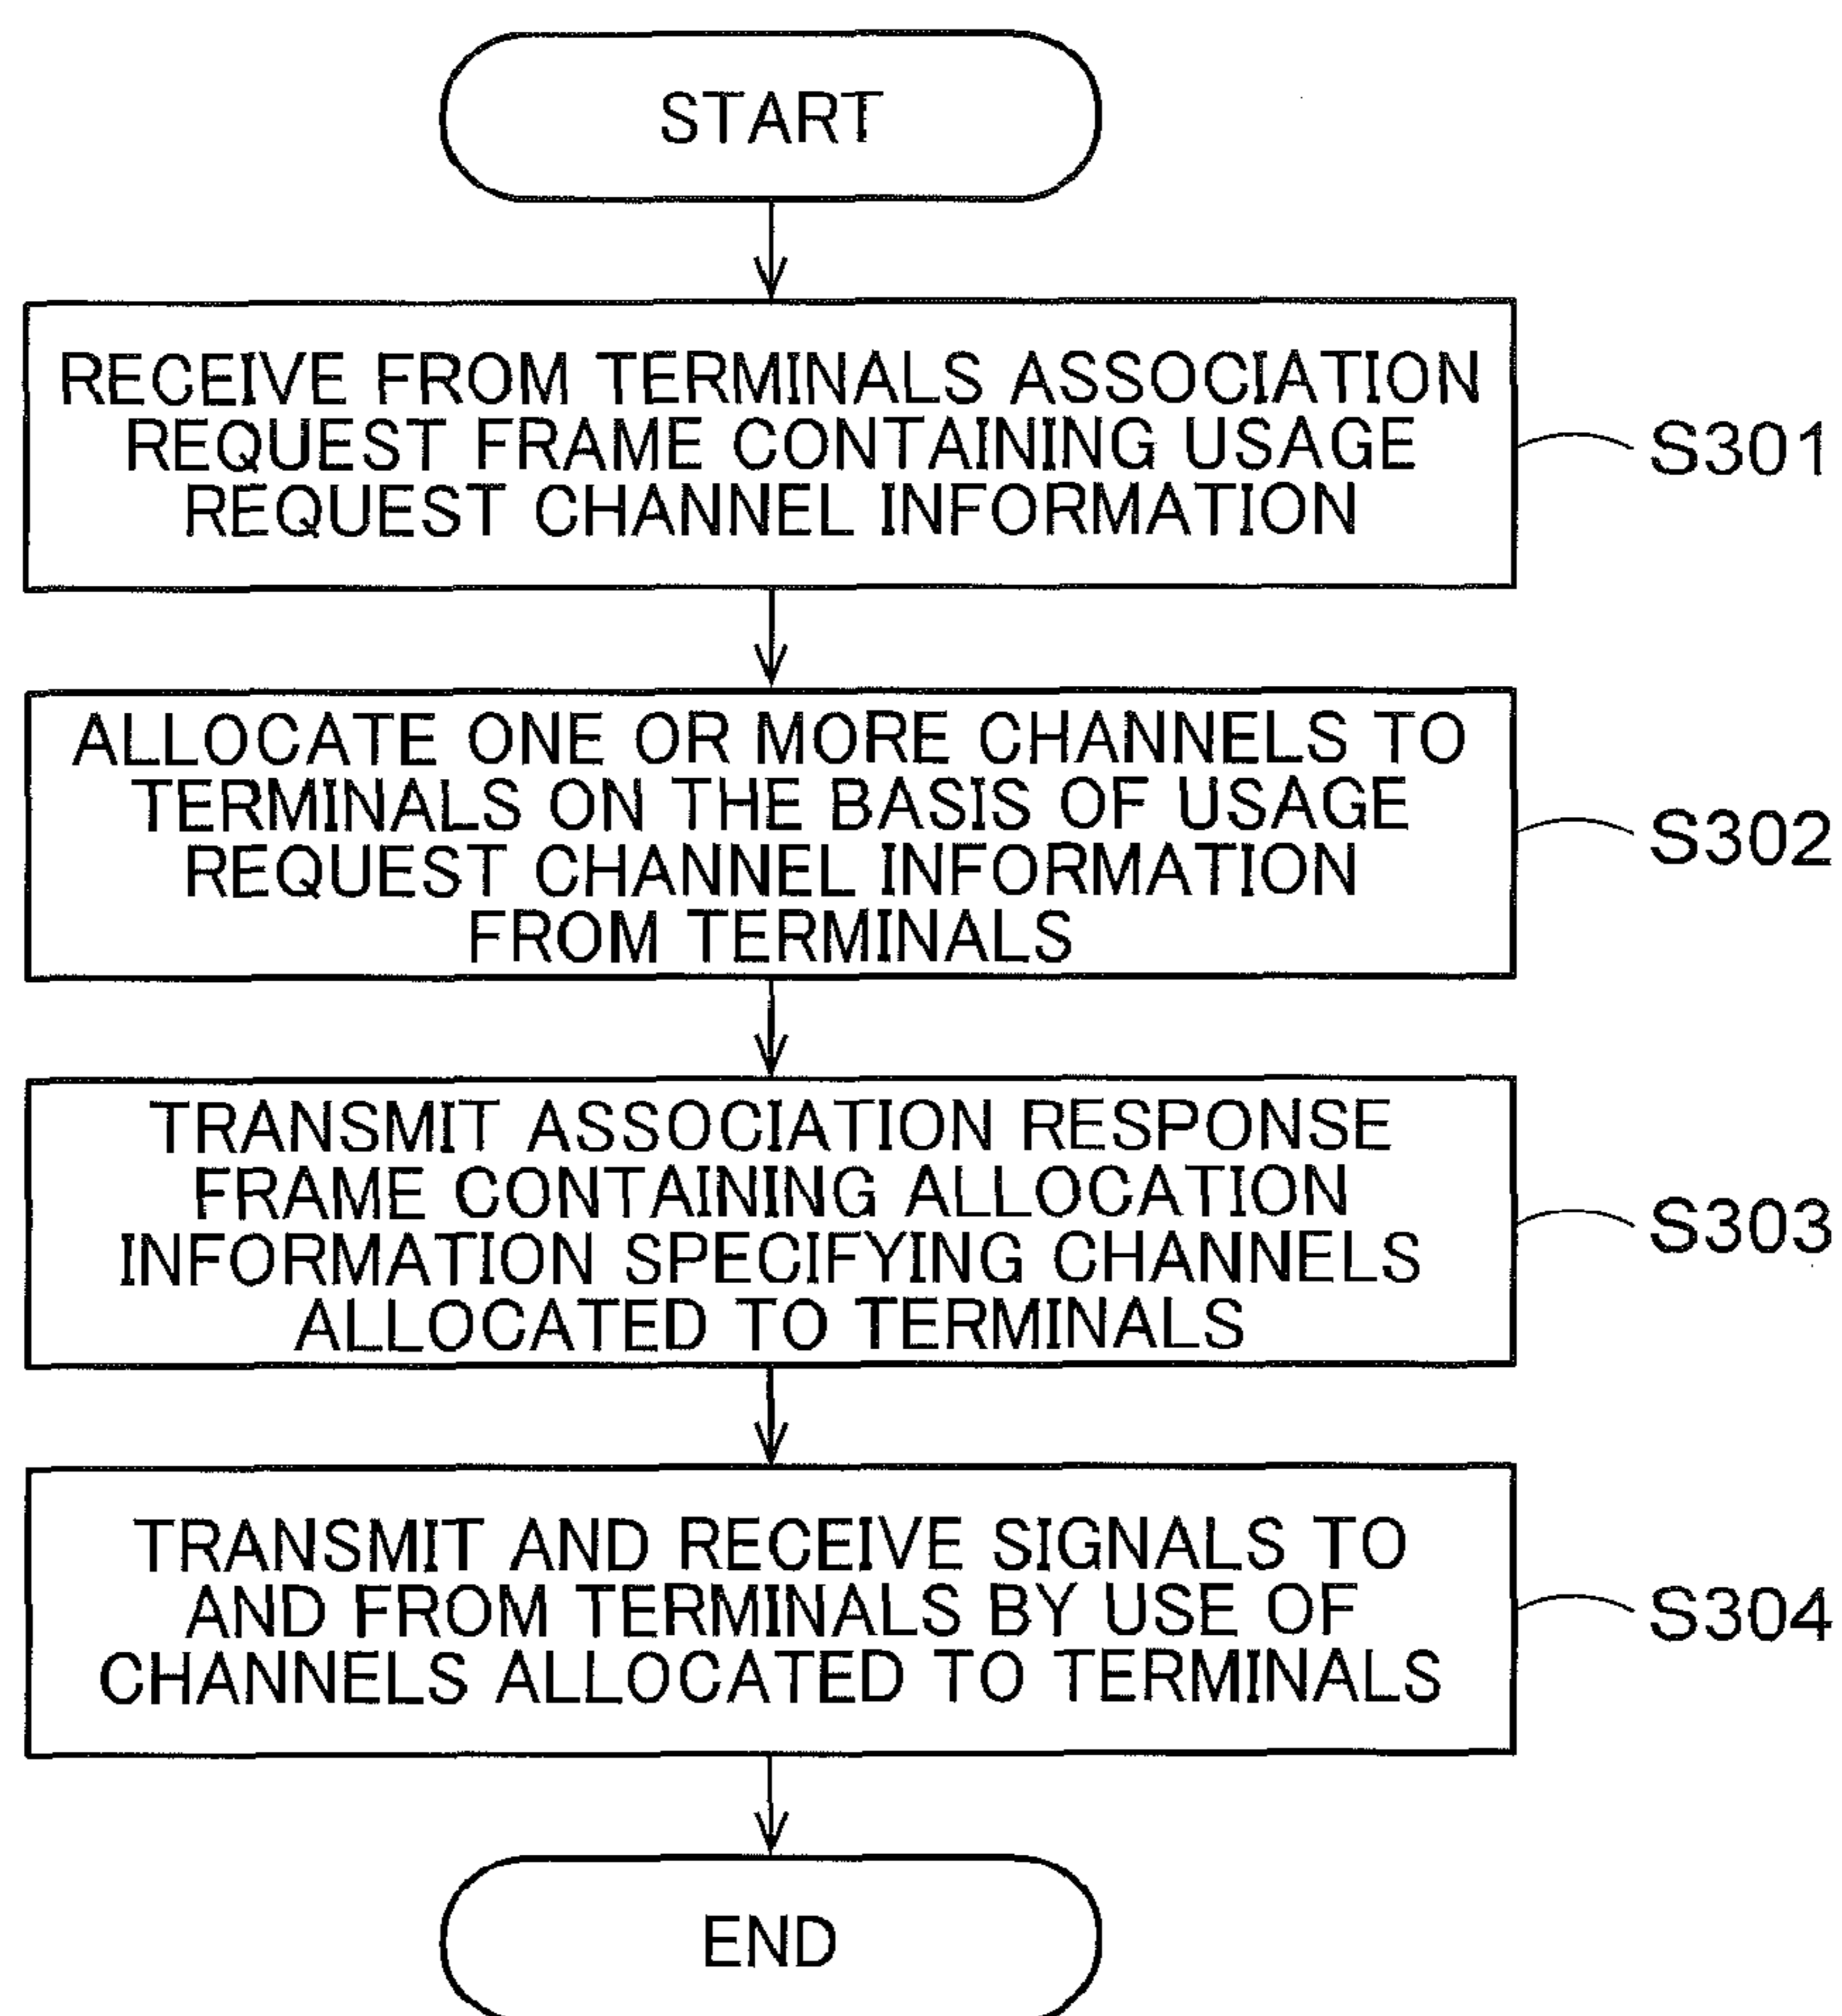 START
RECEIVE FROM TERMINALS ASSOCIATION
REQUEST FRAME CONTAINING USAGE
REQUEST CHANNEL INFORMATION
S301
ALLOCATE ONE OR MORE CHANNELS TO
TERMINALS ON THE BASIS OF USAGE
REQUEST CHANNEL INFORMATION
FROM TERMINALS
S302
TRANSMIT ASSOCIATION RESPONSE
FRAME CONTAINING ALLOCATION
INFORMATION SPECIFYING CHANNELS
ALLOCATED TO TERMINALS
S303
TRANSMIT AND RECEIVE SIGNALS TO
AND FROM TERMINALS BY USE OF
CHANNELS ALLOCATED TO TERMINALS
S304
END